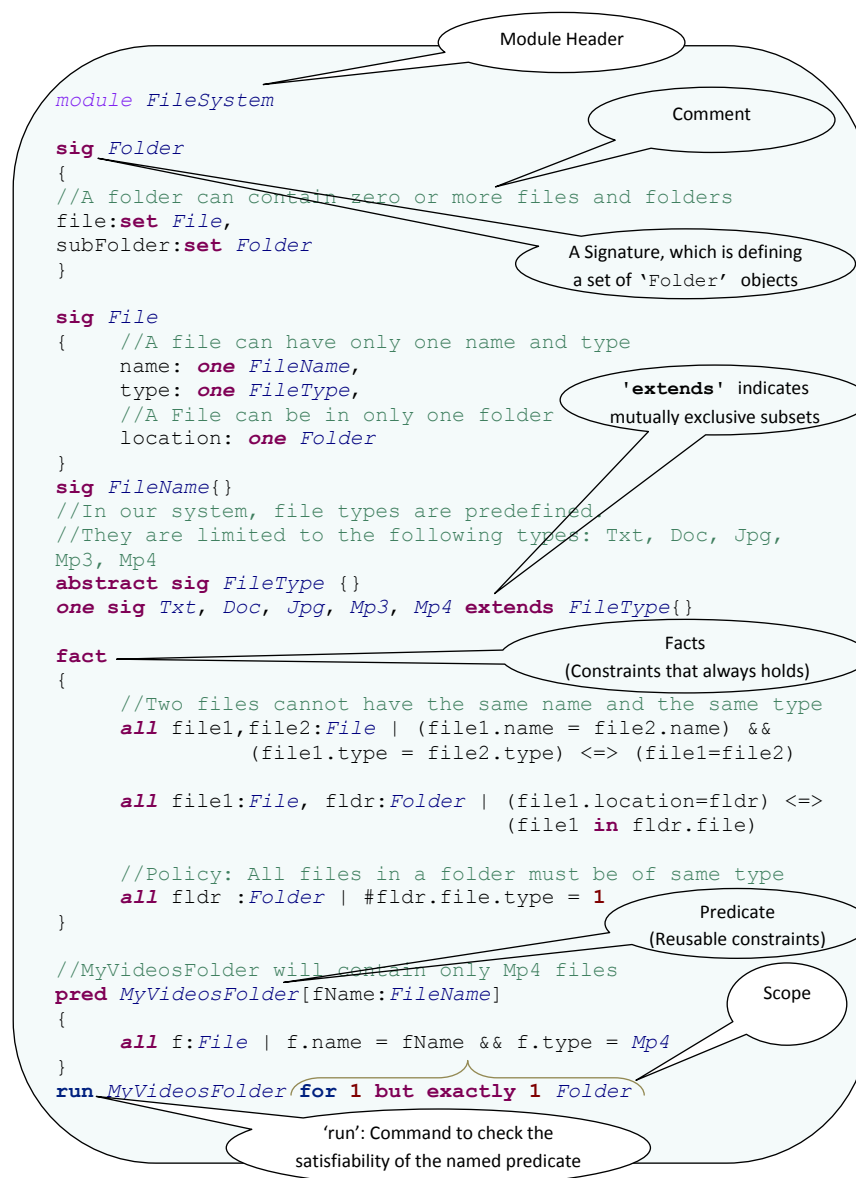 Module Header
module FileSystem
Comment
sig Folder
{
//A folder can contain zero or more files and folders
file:set File,
subFolder:set Folder
}
A Signature, which is defining
a set of 'Folder' objects
sig File
{ //A file can have only one name and type
name: one FileName,
type: one FileType,
//A File can be in only one folder
location: one Folder
}
'extends' indicates
mutually exclusive subsets
sig FileName{}
//In our system, file types are predefined.
//They are limited to the following types: Txt, Doc, Jpg,
Mp3, Mp4
abstract sig FileType {}
one sig Txt, Doc, Jpg, Mp3, Mp4 extends FileType{}
fact
Facts
(Constraints that always holds)
{
//Two files cannot have the same name and the same type
all file1,file2:File | (file1.name = file2.name) &&
(file1.type = file2.type) <=> (file1=file2)
all file1:File, fldr:Folder | (file1.location=fldr) <=>
(file1 in fldr.file)
//Policy: All files in a folder must be of same type
all fldr :Folder | #fldr.file.type = 1
}
Predicate
(Reusable constraints)
//MyVideosFolder will contain only Mp4 files
pred MyVideosFolder[fName:FileName]
Scope
{
all f:File | f.name = fName && f.type = Mp4
}
run MyVideosFolder for 1 but exactly 1 Folder
'run': Command to check the
satisfiability of the named predicate